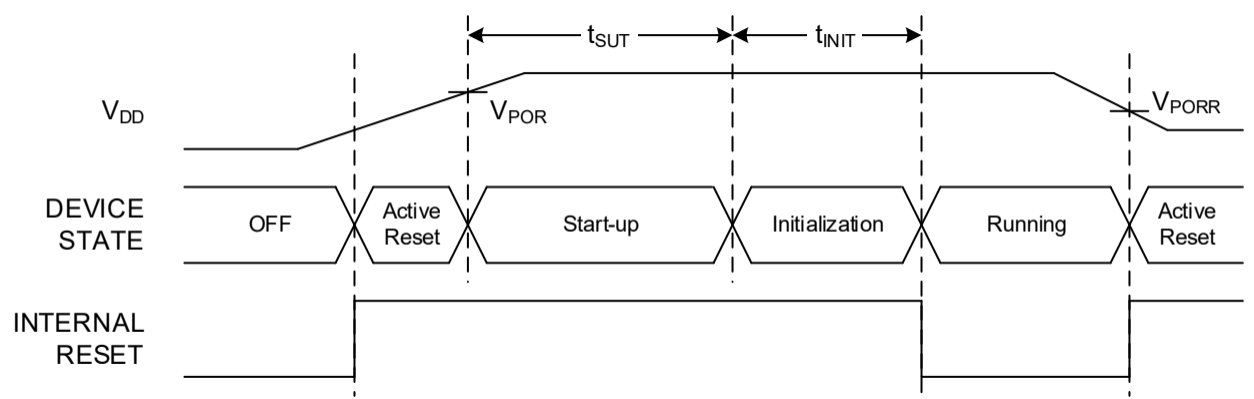 tSUT
tINIT
VDD
VPOR
VPORR
DEVICE
STATE
OFF
Active
Reset
Start-up
Initialization
Running
Active
Reset
INTERNAL
RESET